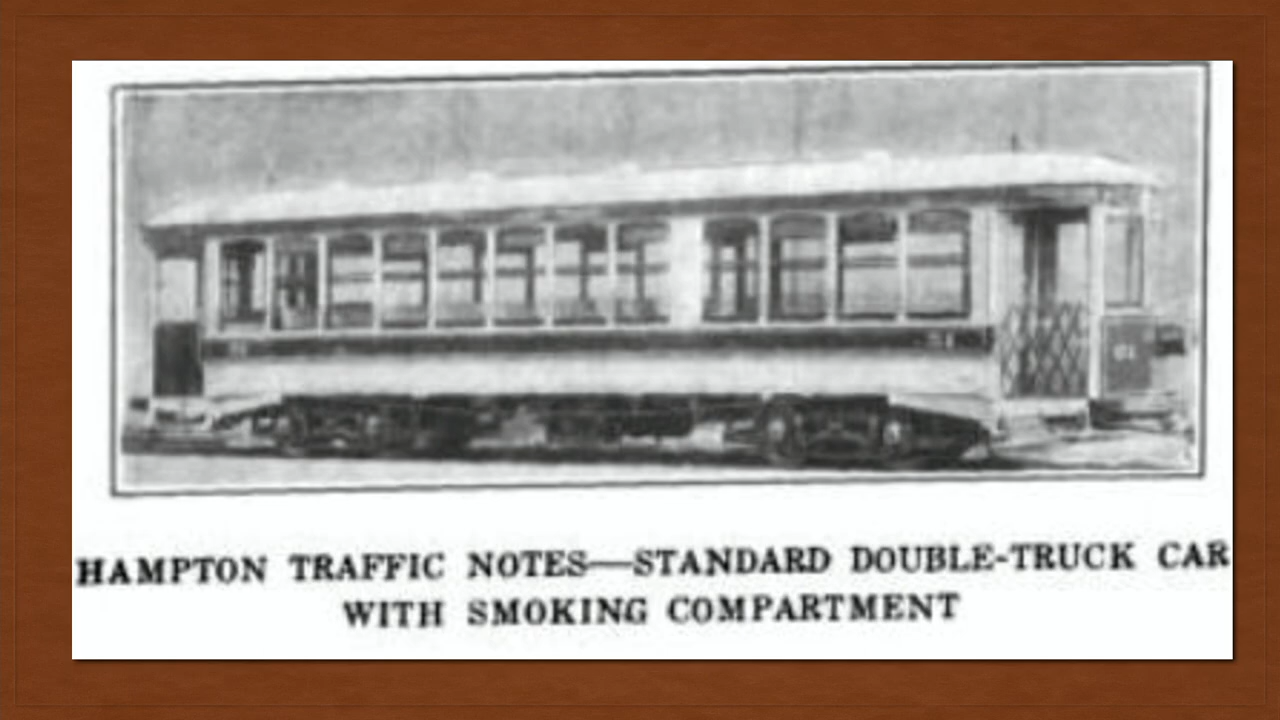 HAMPTON TRAFFIC NOTES—STANDARD DOUBLE-TRUCK CAR
WITH SMOKING COMPARTMENT